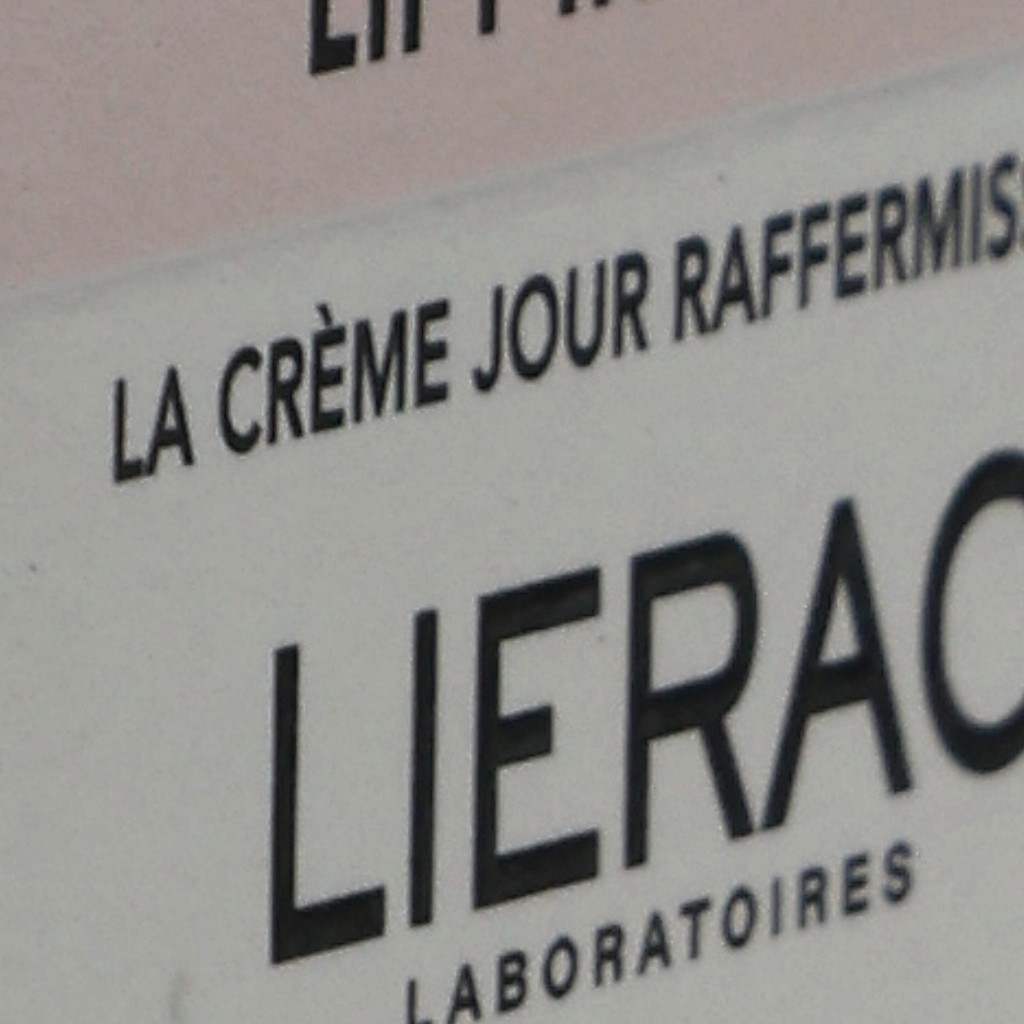 LA CRÈME JOUR RAFFERMIS
LIERAC
LABORATOIRES